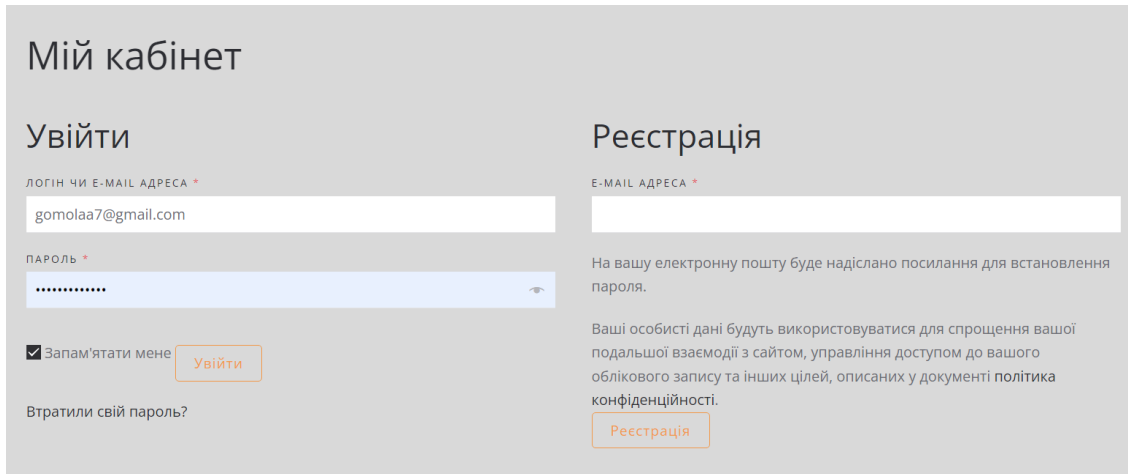 Мій кабінет
Увійти
ЛОГІН ЧИ E-MAIL АДРЕСА *
gomolaa7@gmail.com
ПАРОЛЬ *
•••••••••••••
Запам'ятати мене
Увійти
Втратили свій пароль?
Реєстрація
E-MAIL АДРЕСА *
На вашу електронну пошту буде надіслано посилання для встановлення
пароля.
Ваші особисті дані будуть використовуватися для спрощення вашої
подальшої взаємодії з сайтом, управління доступом до вашого
облікового запису та інших цілей, описаних у документі політика
конфіденційності.
Реєстрація